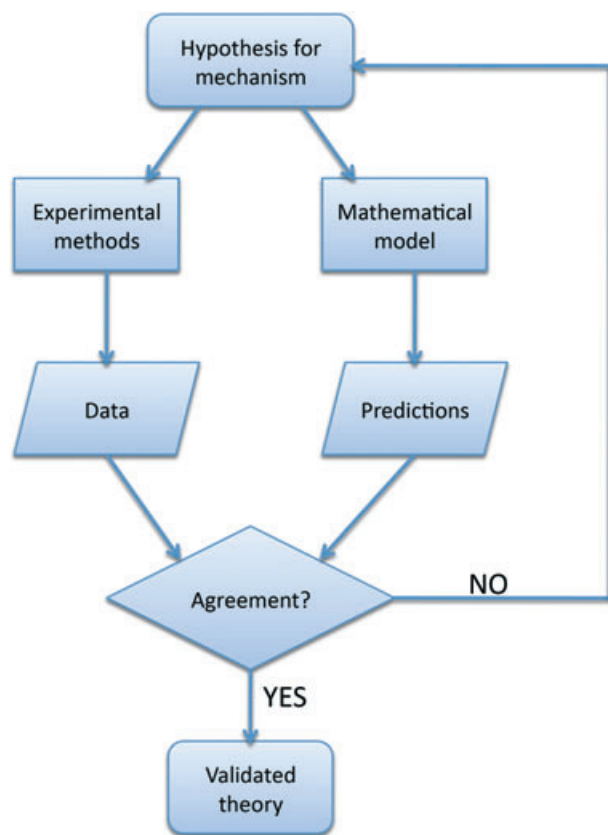 Hypothesis for
mechanism
Experimental
methods
Mathematical
model
Data
Predictions
Agreement?
NO
YES
Validated
theory